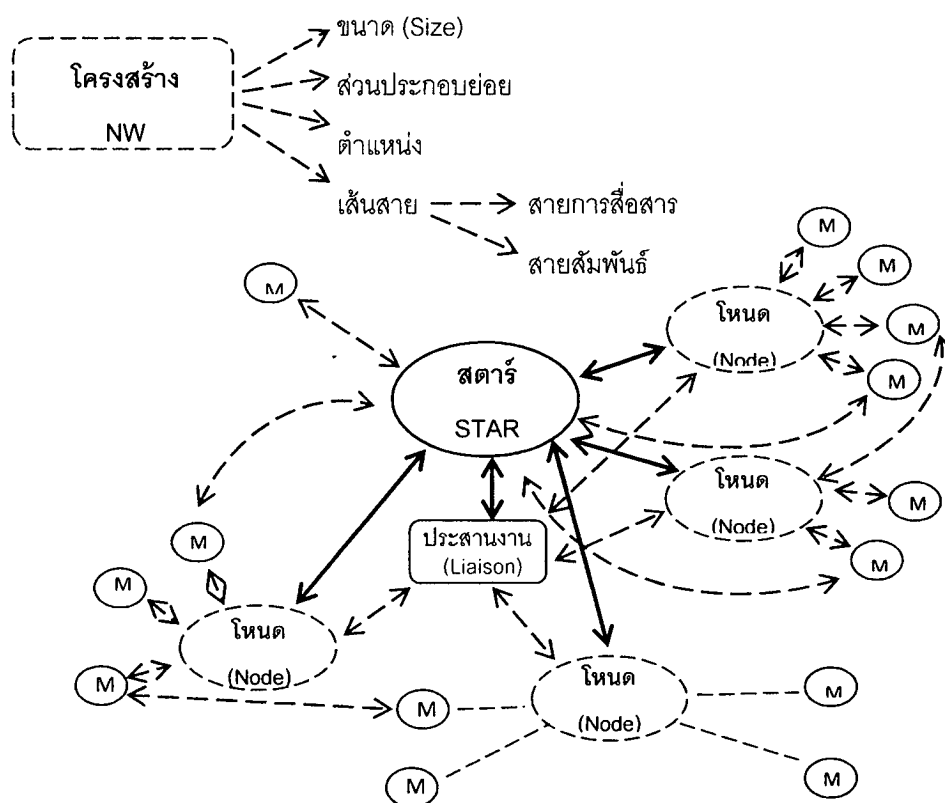 ขนาด (Size)
โครงสร้าง
NW
ส่วนประกอบย่อย
ตำแหน่ง
เส้นสาย
สายการสื่อสาร
สายสัมพันธ์
M
M
M
โหนด
(Node)
M
M
สตาร์
STAR
M
โหนด
(Node)
M
M
ประสานงาน
(Liaison)
M
M
โหนด
(Node)
M
โหนด
(Node)
M
M
M
M